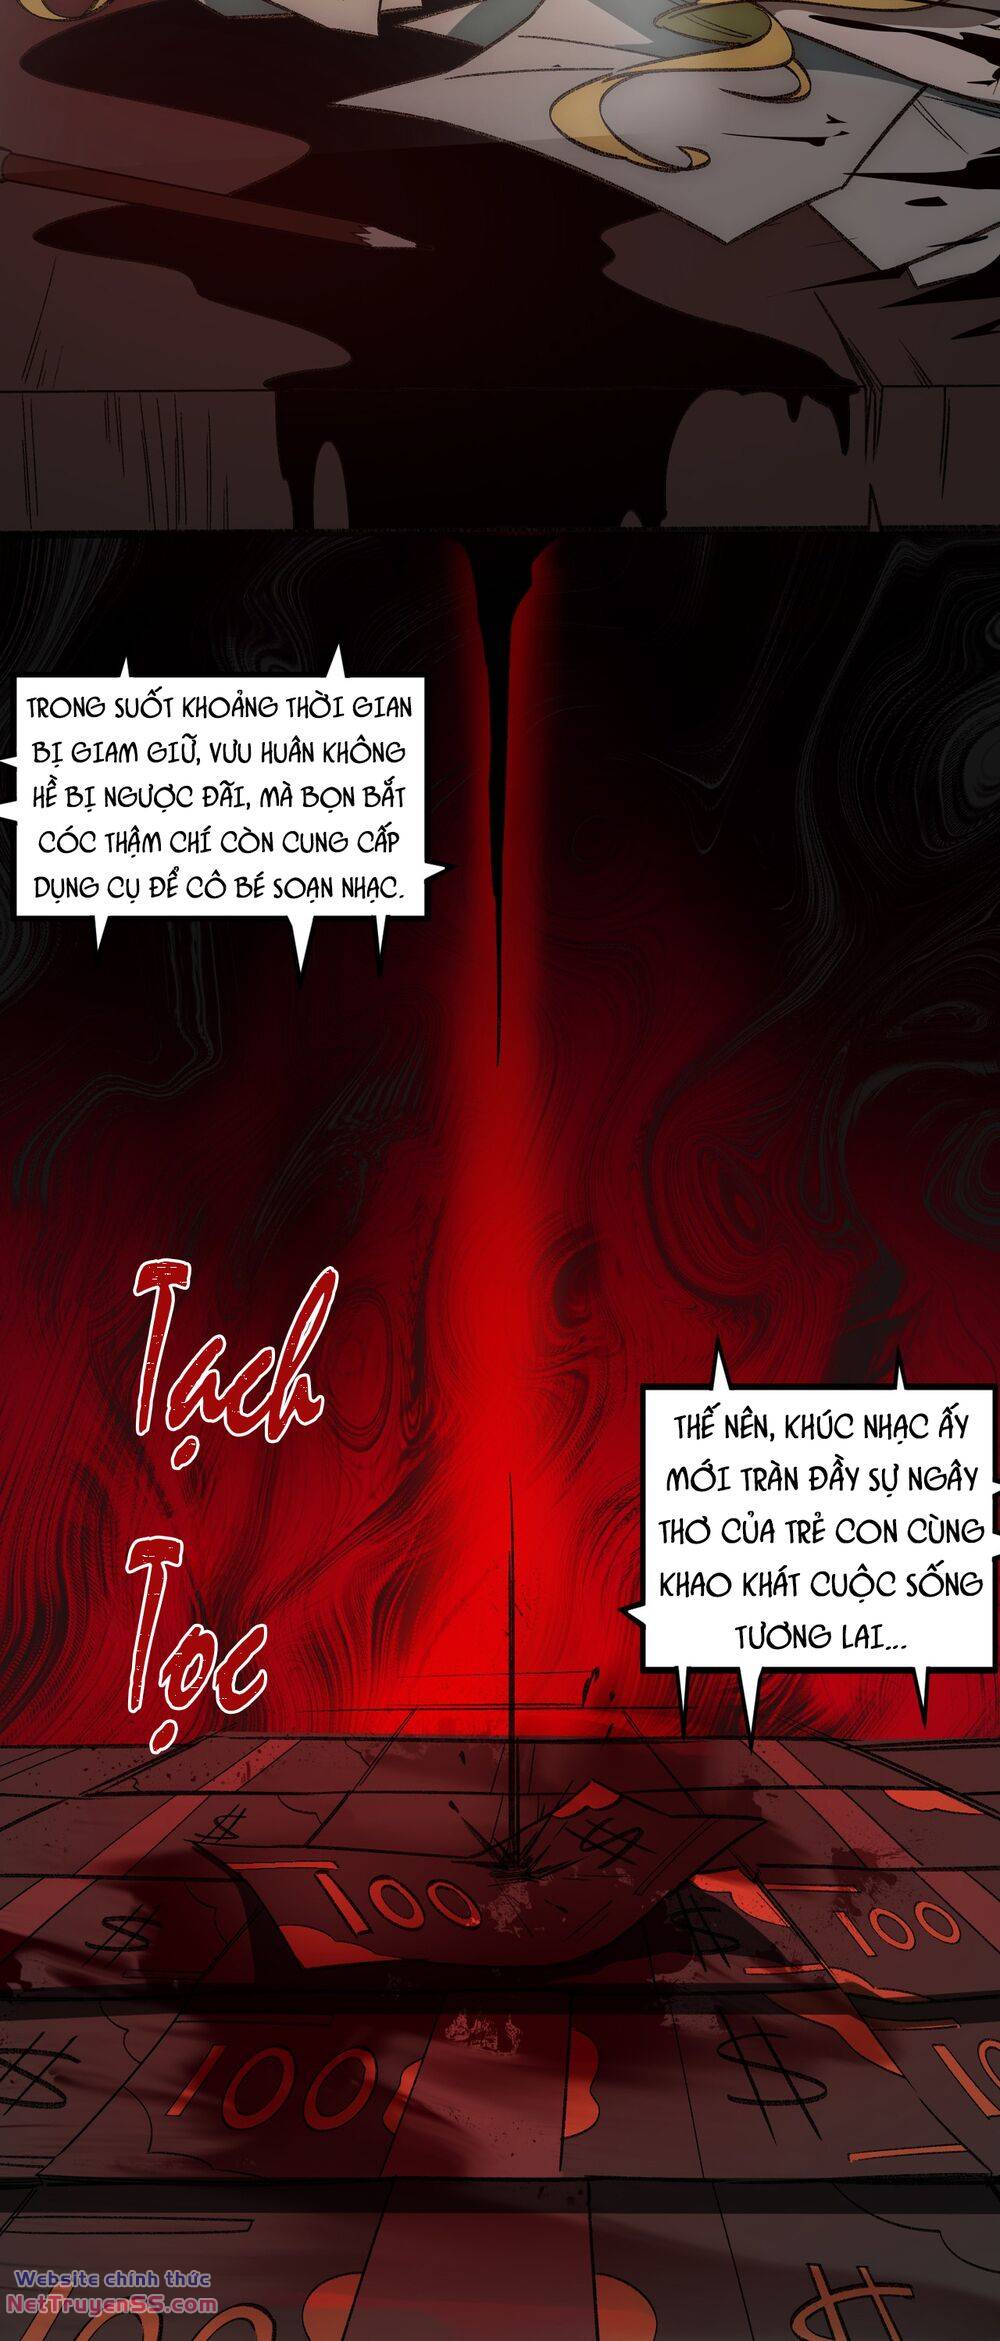 TRONG SUỐT KHOẢNG THỜI GIAN
BỊ GIAM GIỮ, VƯU HUÂN KHÔNG
HỀ BỊ NGƯỢC ĐÃI, MÀ BỌN BẮT
CÓC THẬM CHÍ CÒN CUNG CẤP
DỤNG CỤ ĐỂ CÔ BÉ SOẠN NHẠC.
Tạch
THẾ NÊN, KHÚC NHẠC ẤY
MỚI TRÀN ĐẦY SỰ NGÂY
THƠ CỦA TRẺ CON CÙNG
KHAO KHÁT CUỘC SỐNG
TƯƠNG LAI...
Tọc
$ $
100 100
$ $
100 100 $
$
Website chính thức
NetTruyenSS.com
100 100